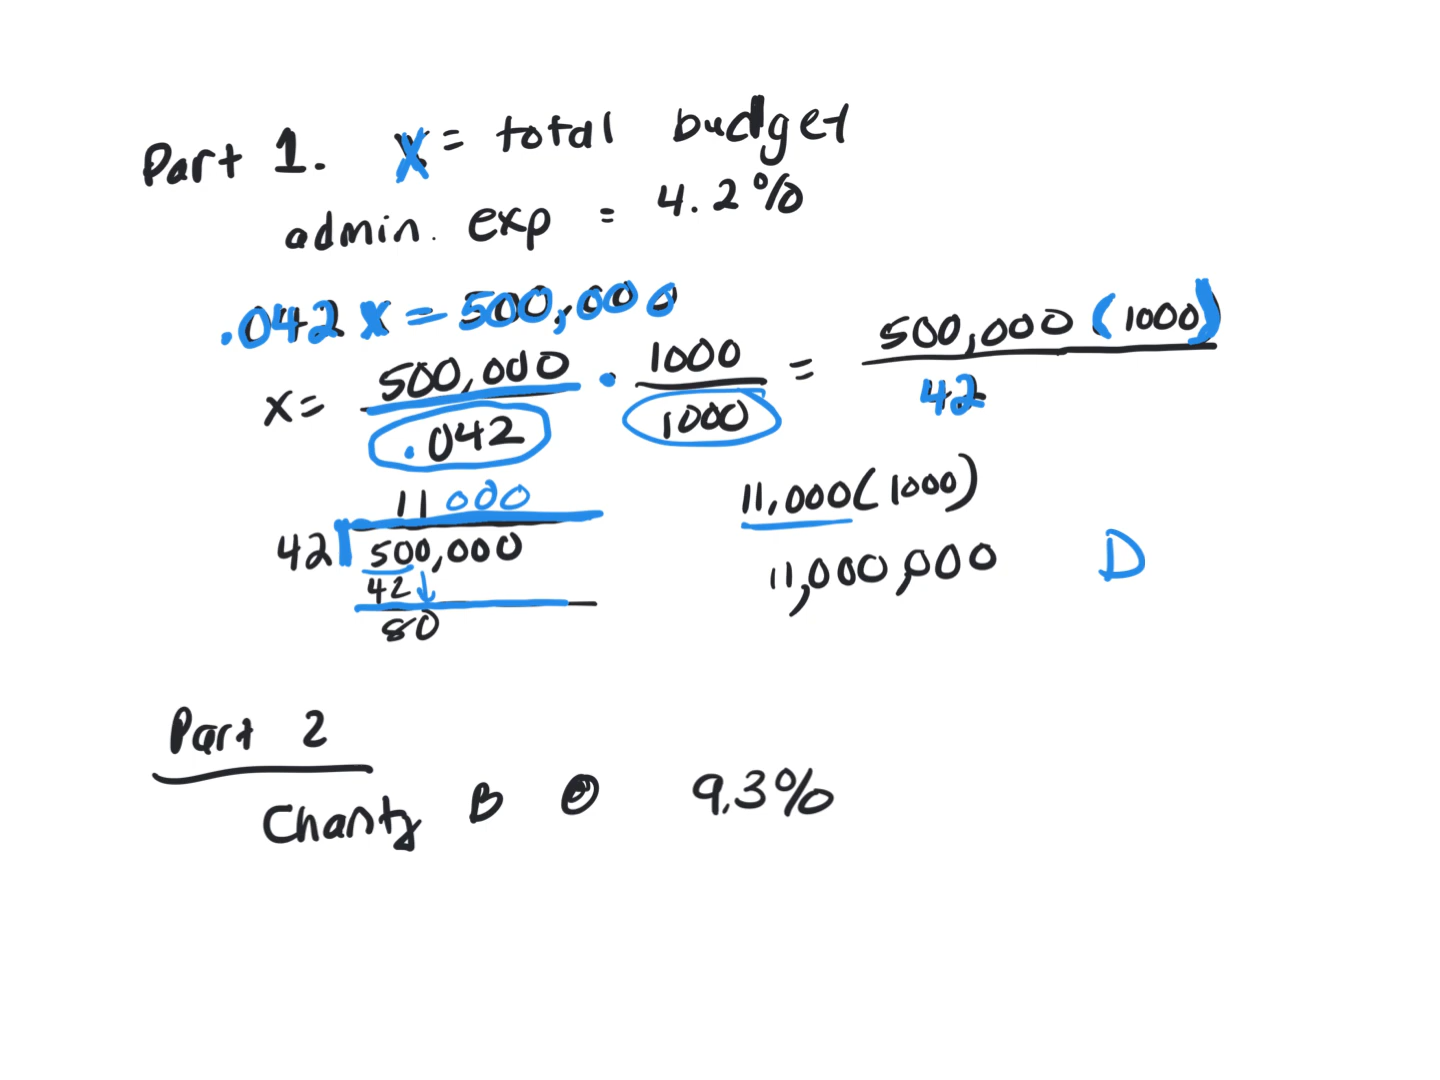 Part 1. x = total budget
admin. exp = 4.2%
.042 x = 500,000
x = 500,000 / .042 · 1000 / 1000 = 500,000 (1000) / 42
11 000
42 500,000
42
80
11,000 (1000)
11,000,000 D
Part 2
Charity B 9.3%